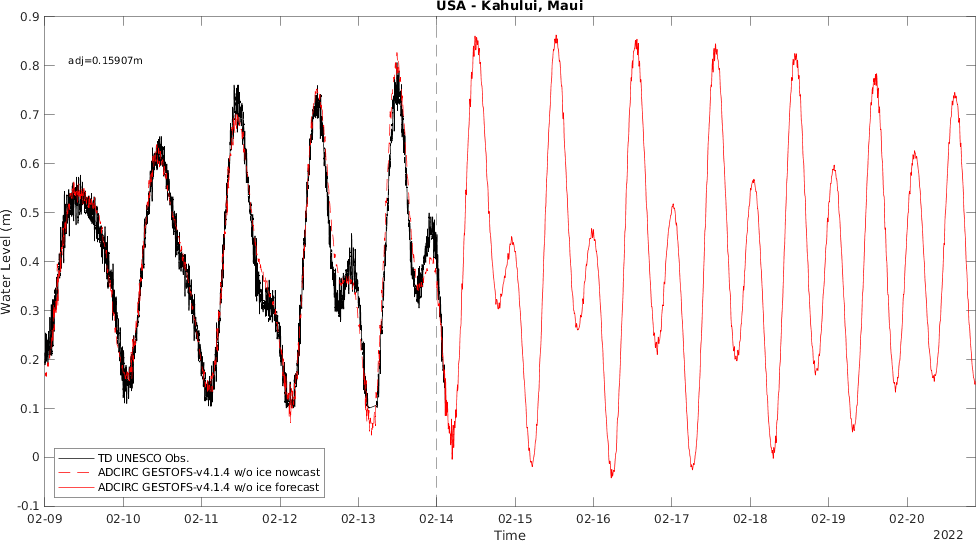 USA - Kahului, Maui
0.9
0.8
0.7
0.6
0.5
0.4
0.3
0.2
0.1
0
-0.1
Water Level (m)
adj=0.15907m
TD UNESCO Obs.
ADCIRC GESTOFS-v4.1.4 w/o ice nowcast
ADCIRC GESTOFS-v4.1.4 w/o ice forecast
02-09 02-10 02-11 02-12 02-13 02-14 02-15 02-16 02-17 02-18 02-19 02-20
Time
2022